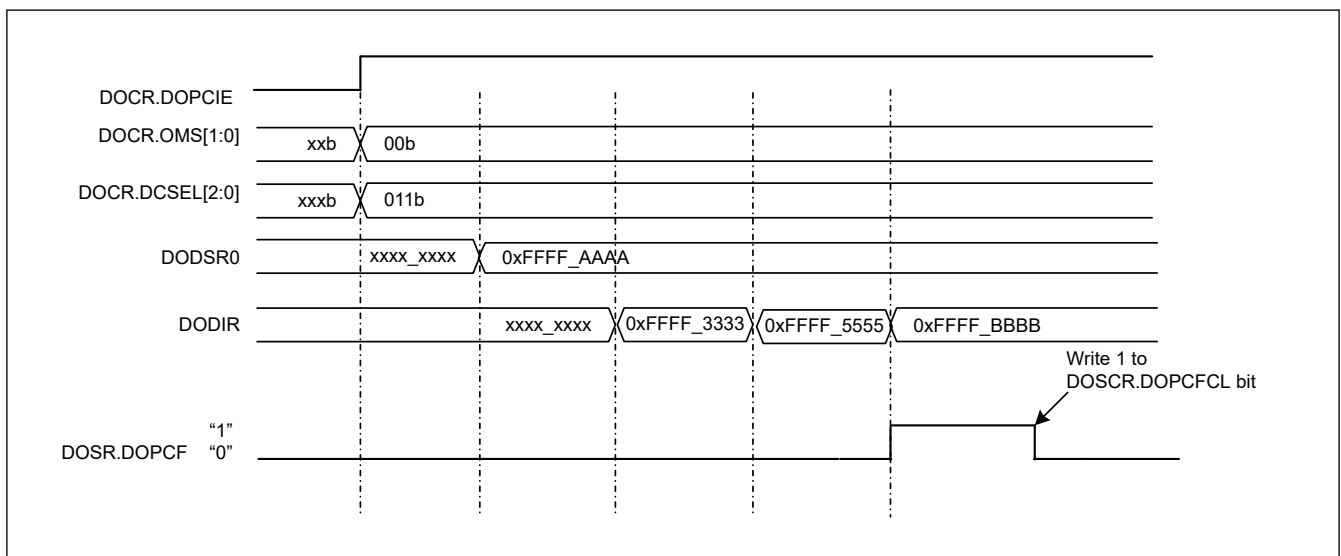 DOCR.DOPCIE
DOCR.OMS[1:0] xxb 00b
DOCR.DCSEL[2:0] xxxb 011b
DODSR0 xxxx_xxxx 0xFFFF_AAAA
DODIR xxxx_xxxx 0xFFFF_3333 0xFFFF_5555 0xFFFF_BBBB
Write 1 to
DOSCR.DOPCFCL bit
“1”
DOSR.DOPCF “0”